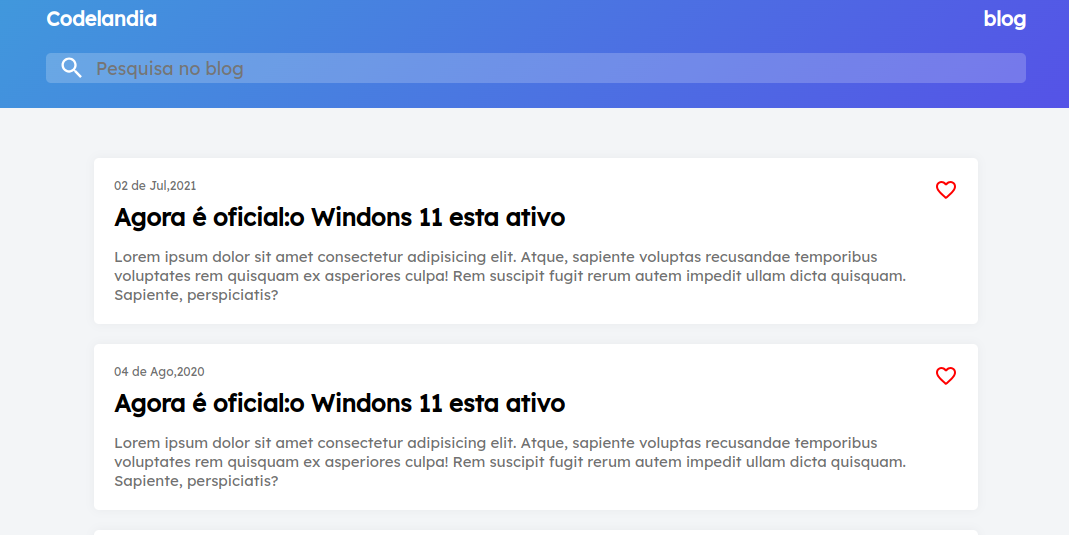 Codelandia
blog
Pesquisa no blog
02 de Jul,2021
Agora é oficial:o Windons 11 esta ativo
Lorem ipsum dolor sit amet consectetur adipisicing elit. Atque, sapiente voluptas recusandae temporibus
voluptates rem quisquam ex asperiores culpa! Rem suscipit fugit rerum autem impedit ullam dicta quisquam.
Sapiente, perspiciatis?
04 de Ago,2020
Agora é oficial:o Windons 11 esta ativo
Lorem ipsum dolor sit amet consectetur adipisicing elit. Atque, sapiente voluptas recusandae temporibus
voluptates rem quisquam ex asperiores culpa! Rem suscipit fugit rerum autem impedit ullam dicta quisquam.
Sapiente, perspiciatis?